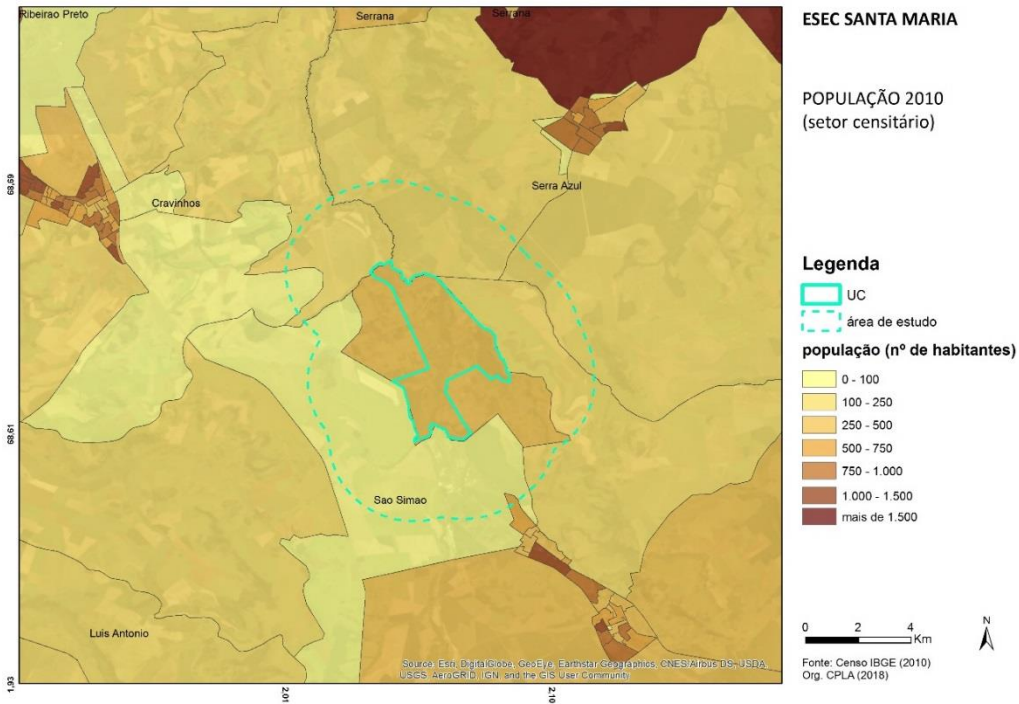 Ribeirao Preto
Serrana
Serrana
Cravinhos
Serra Azul
Sao Simao
Luis Antonio
68,69
68,61
1,93
2,01
2,10
Source: Esri, DigitalGlobe, GeoEye, Earthstar Geographics, CNES/Airbus DS, USDA,
USGS, AeroGRID, IGN, and the GIS User Community
ESEC SANTA MARIA
POPULAÇÃO 2010
(setor censitário)
Legenda
UC
área de estudo
população (nº de habitantes)
0 - 100
100 - 250
250 - 500
500 - 750
750 - 1.000
1.000 - 1.500
mais de 1.500
0 2 4
Km
N
Fonte: Censo IBGE (2010)
Org. CPLA (2018)